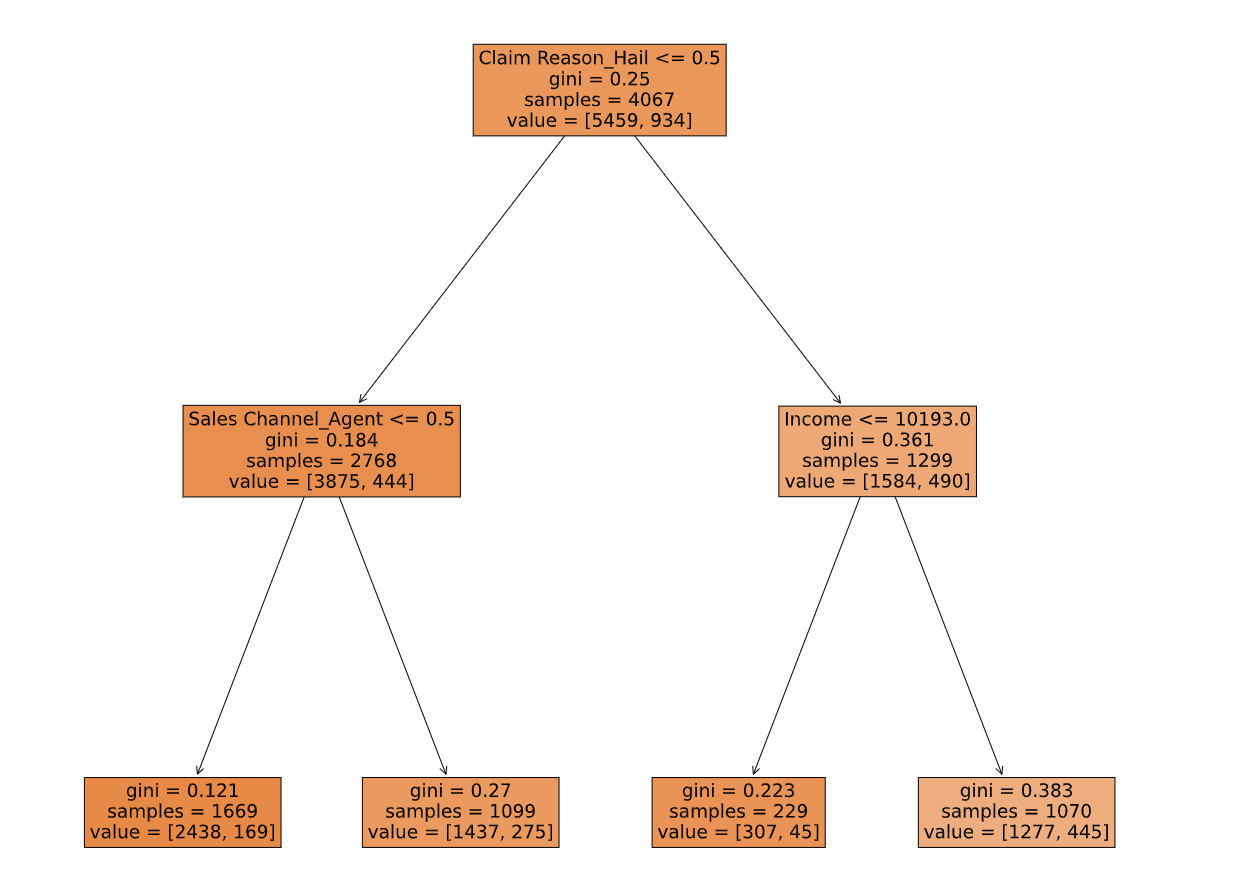 Claim Reason_Hail <= 0.5
gini = 0.25
samples = 4067
value = [5459, 934]
Sales Channel_Agent <= 0.5
gini = 0.184
samples = 2768
value = [3875, 444]
Income <= 10193.0
gini = 0.361
samples = 1299
value = [1584, 490]
gini = 0.121
samples = 1669
value = [2438, 169]
gini = 0.27
samples = 1099
value = [1437, 275]
gini = 0.223
samples = 229
value = [307, 45]
gini = 0.383
samples = 1070
value = [1277, 445]